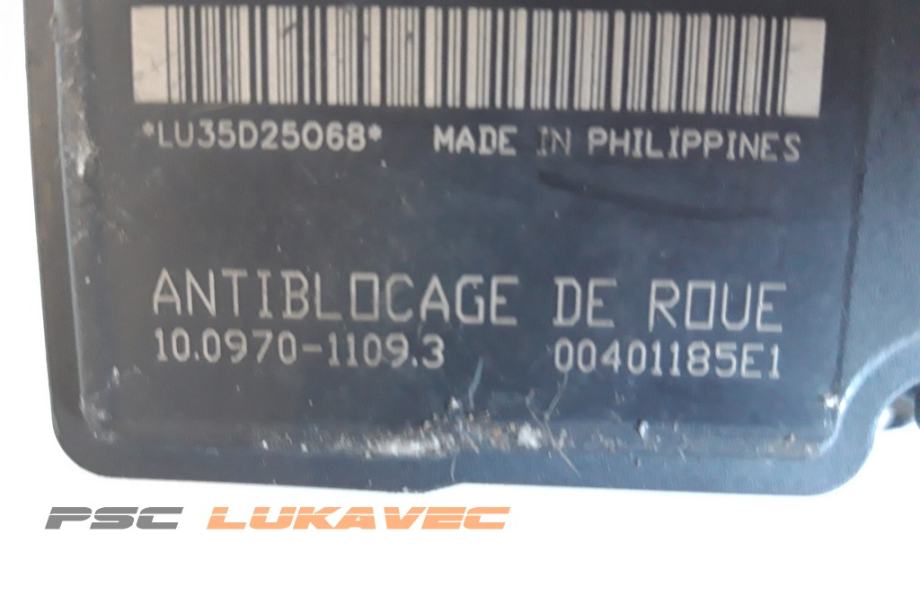 *LU35D25068* MADE IN PHILIPPINES
ANTIBLOCAGE DE ROUE
10.0970-1109.3 00401185E1
PSC LUKAVEC